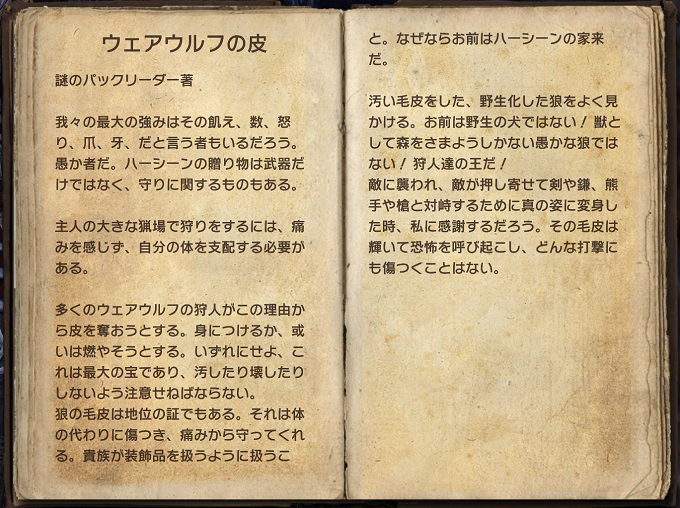 ウェアウルフの皮
謎のパックリーダー著
我々の最大の強みはその飢え、数、怒
り、爪、牙、だと言う者もいるだろう。
愚か者だ。ハーシーンの贈り物は武器だ
けではなく、守りに関するものもある。
主人の大きな猟場で狩りをするには、痛
みを感じず、自分の体を支配する必要が
ある。
多くのウェアウルフの狩人がこの理由か
ら皮を奪おうとする。身につけるか、或
いは燃やそうとする。いずれにせよ、こ
れは最大の宝であり、汚したり壊したり
しないよう注意せねばならない。
狼の毛皮は地位の証でもある。それは体
の代わりに傷つき、痛みから守ってくれ
る。貴族が装飾品を扱うように扱うこ
と。なぜならお前はハーシーンの家来
だ。
汚い毛皮をした、野生化した狼をよく見
かける。お前は野生の犬ではない！獣と
して森をさまようしかない愚かな狼では
ない！狩人達の王だ！
敵に襲われ、敵が押し寄せて剣や鎌、熊
手や槍と対峙するために真の姿に変身し
た時、私に感謝するだろう。その毛皮は
輝いて恐怖を呼び起こし、どんな打撃に
も傷つくことはない。